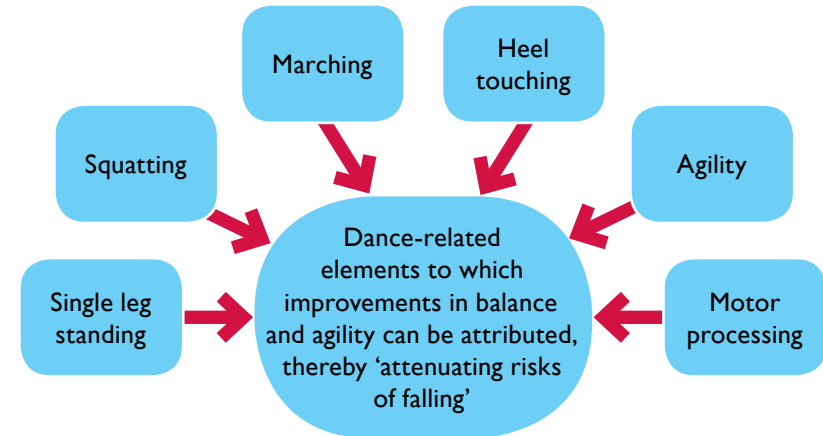 Marching
Heel
touching
Squatting
Agility
Single leg
standing
Motor
processing
Dance-related
elements to which
improvements in balance
and agility can be attributed,
thereby ‘attenuating risks
of falling’